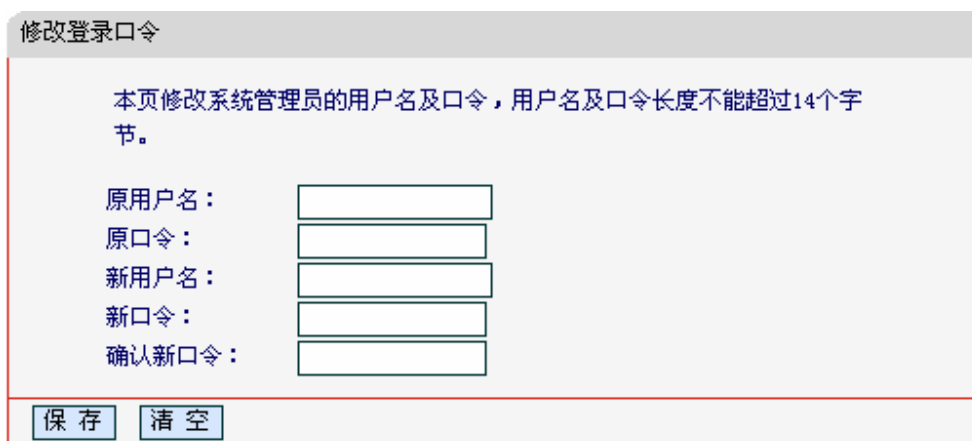 修改登录口令
本页修改系统管理员的用户名及口令，用户名及口令长度不能超过14个字
节。
原用户名：
原口令：
新用户名：
新口令：
确认新口令：
保 存 清 空